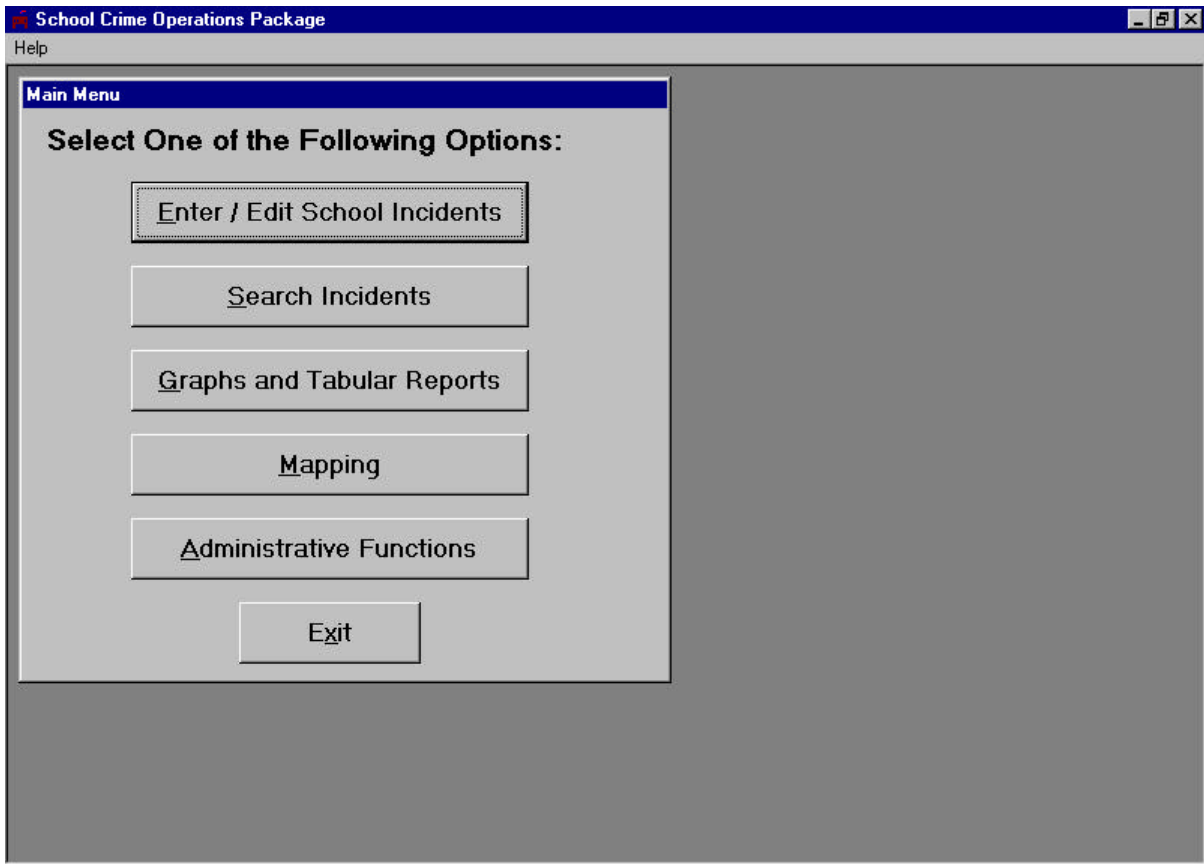 School Crime Operations Package
Help
Main Menu
Select One of the Following Options:
Enter / Edit School Incidents
Search Incidents
Graphs and Tabular Reports
Mapping
Administrative Functions
Exit